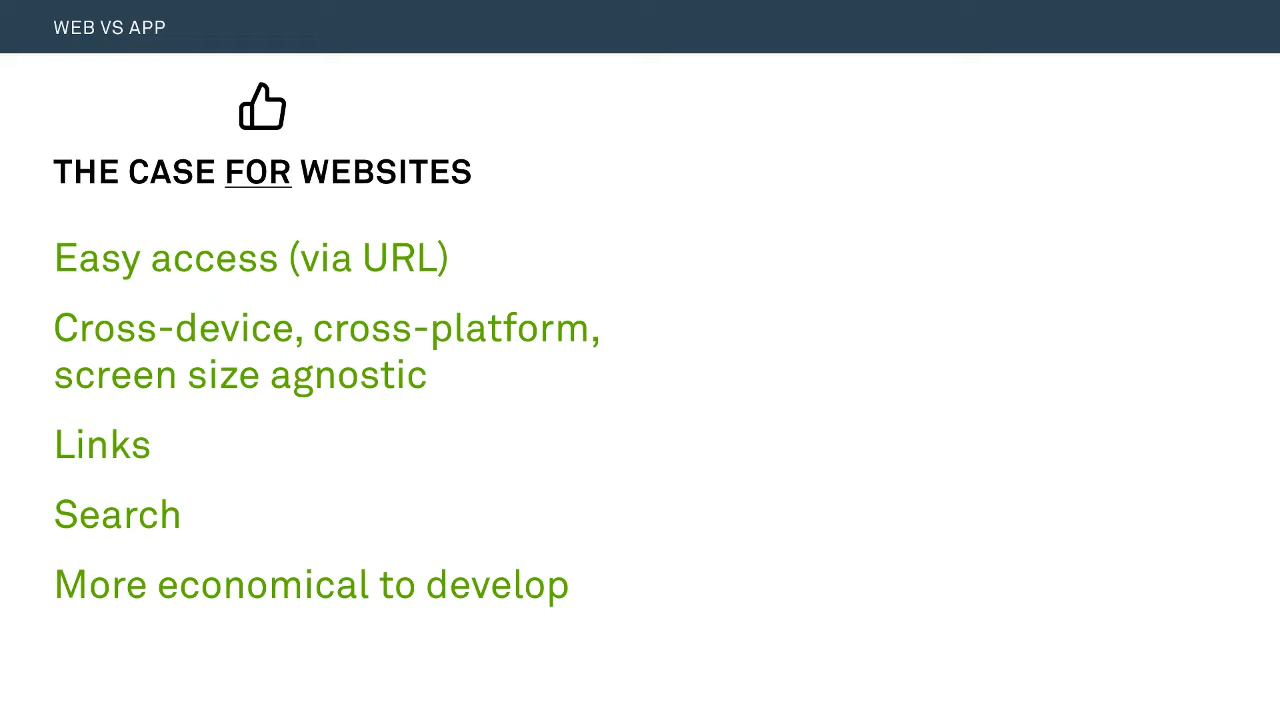 WEB VS APP
THE CASE FOR WEBSITES
Easy access (via URL)
Cross-device, cross-platform,
screen size agnostic
Links
Search
More economical to develop